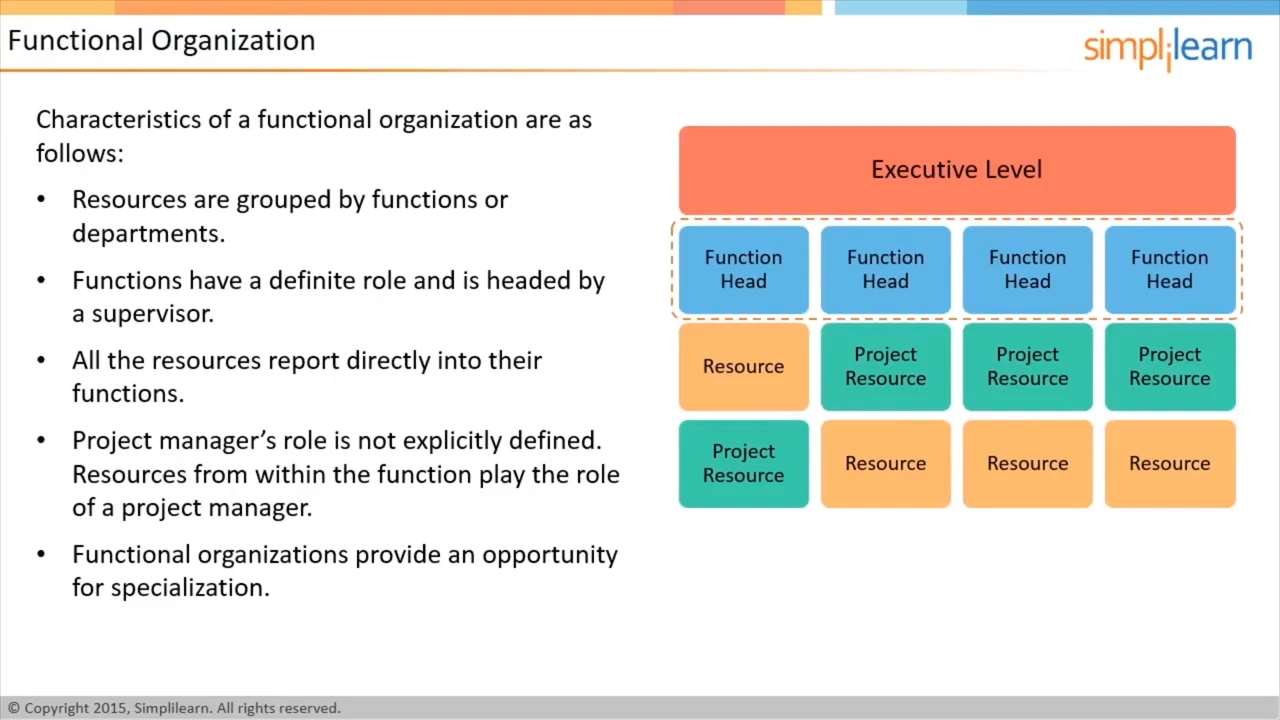 Functional Organization
simplilearn
Characteristics of a functional organization are as
follows:
• Resources are grouped by functions or
departments.
• Functions have a definite role and is headed by
a supervisor.
• All the resources report directly into their
functions.
• Project manager’s role is not explicitly defined.
Resources from within the function play the role
of a project manager.
• Functional organizations provide an opportunity
for specialization.
Executive Level
Function
Head
Function
Head
Function
Head
Function
Head
Resource
Project
Resource
Project
Resource
Project
Resource
Project
Resource
Resource
Resource
Resource
© Copyright 2015, Simplilearn. All rights reserved.